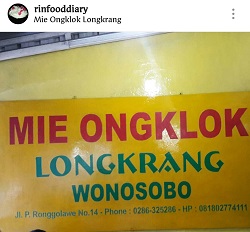 rinfooddiary
Mie Ongklok Longkrang
MIE ONGKLOK
LONGKRANG
WONOSOBO
Jl. P. Ronggolawe No.14 - Phone : 0286-325286 - HP : 081802774111